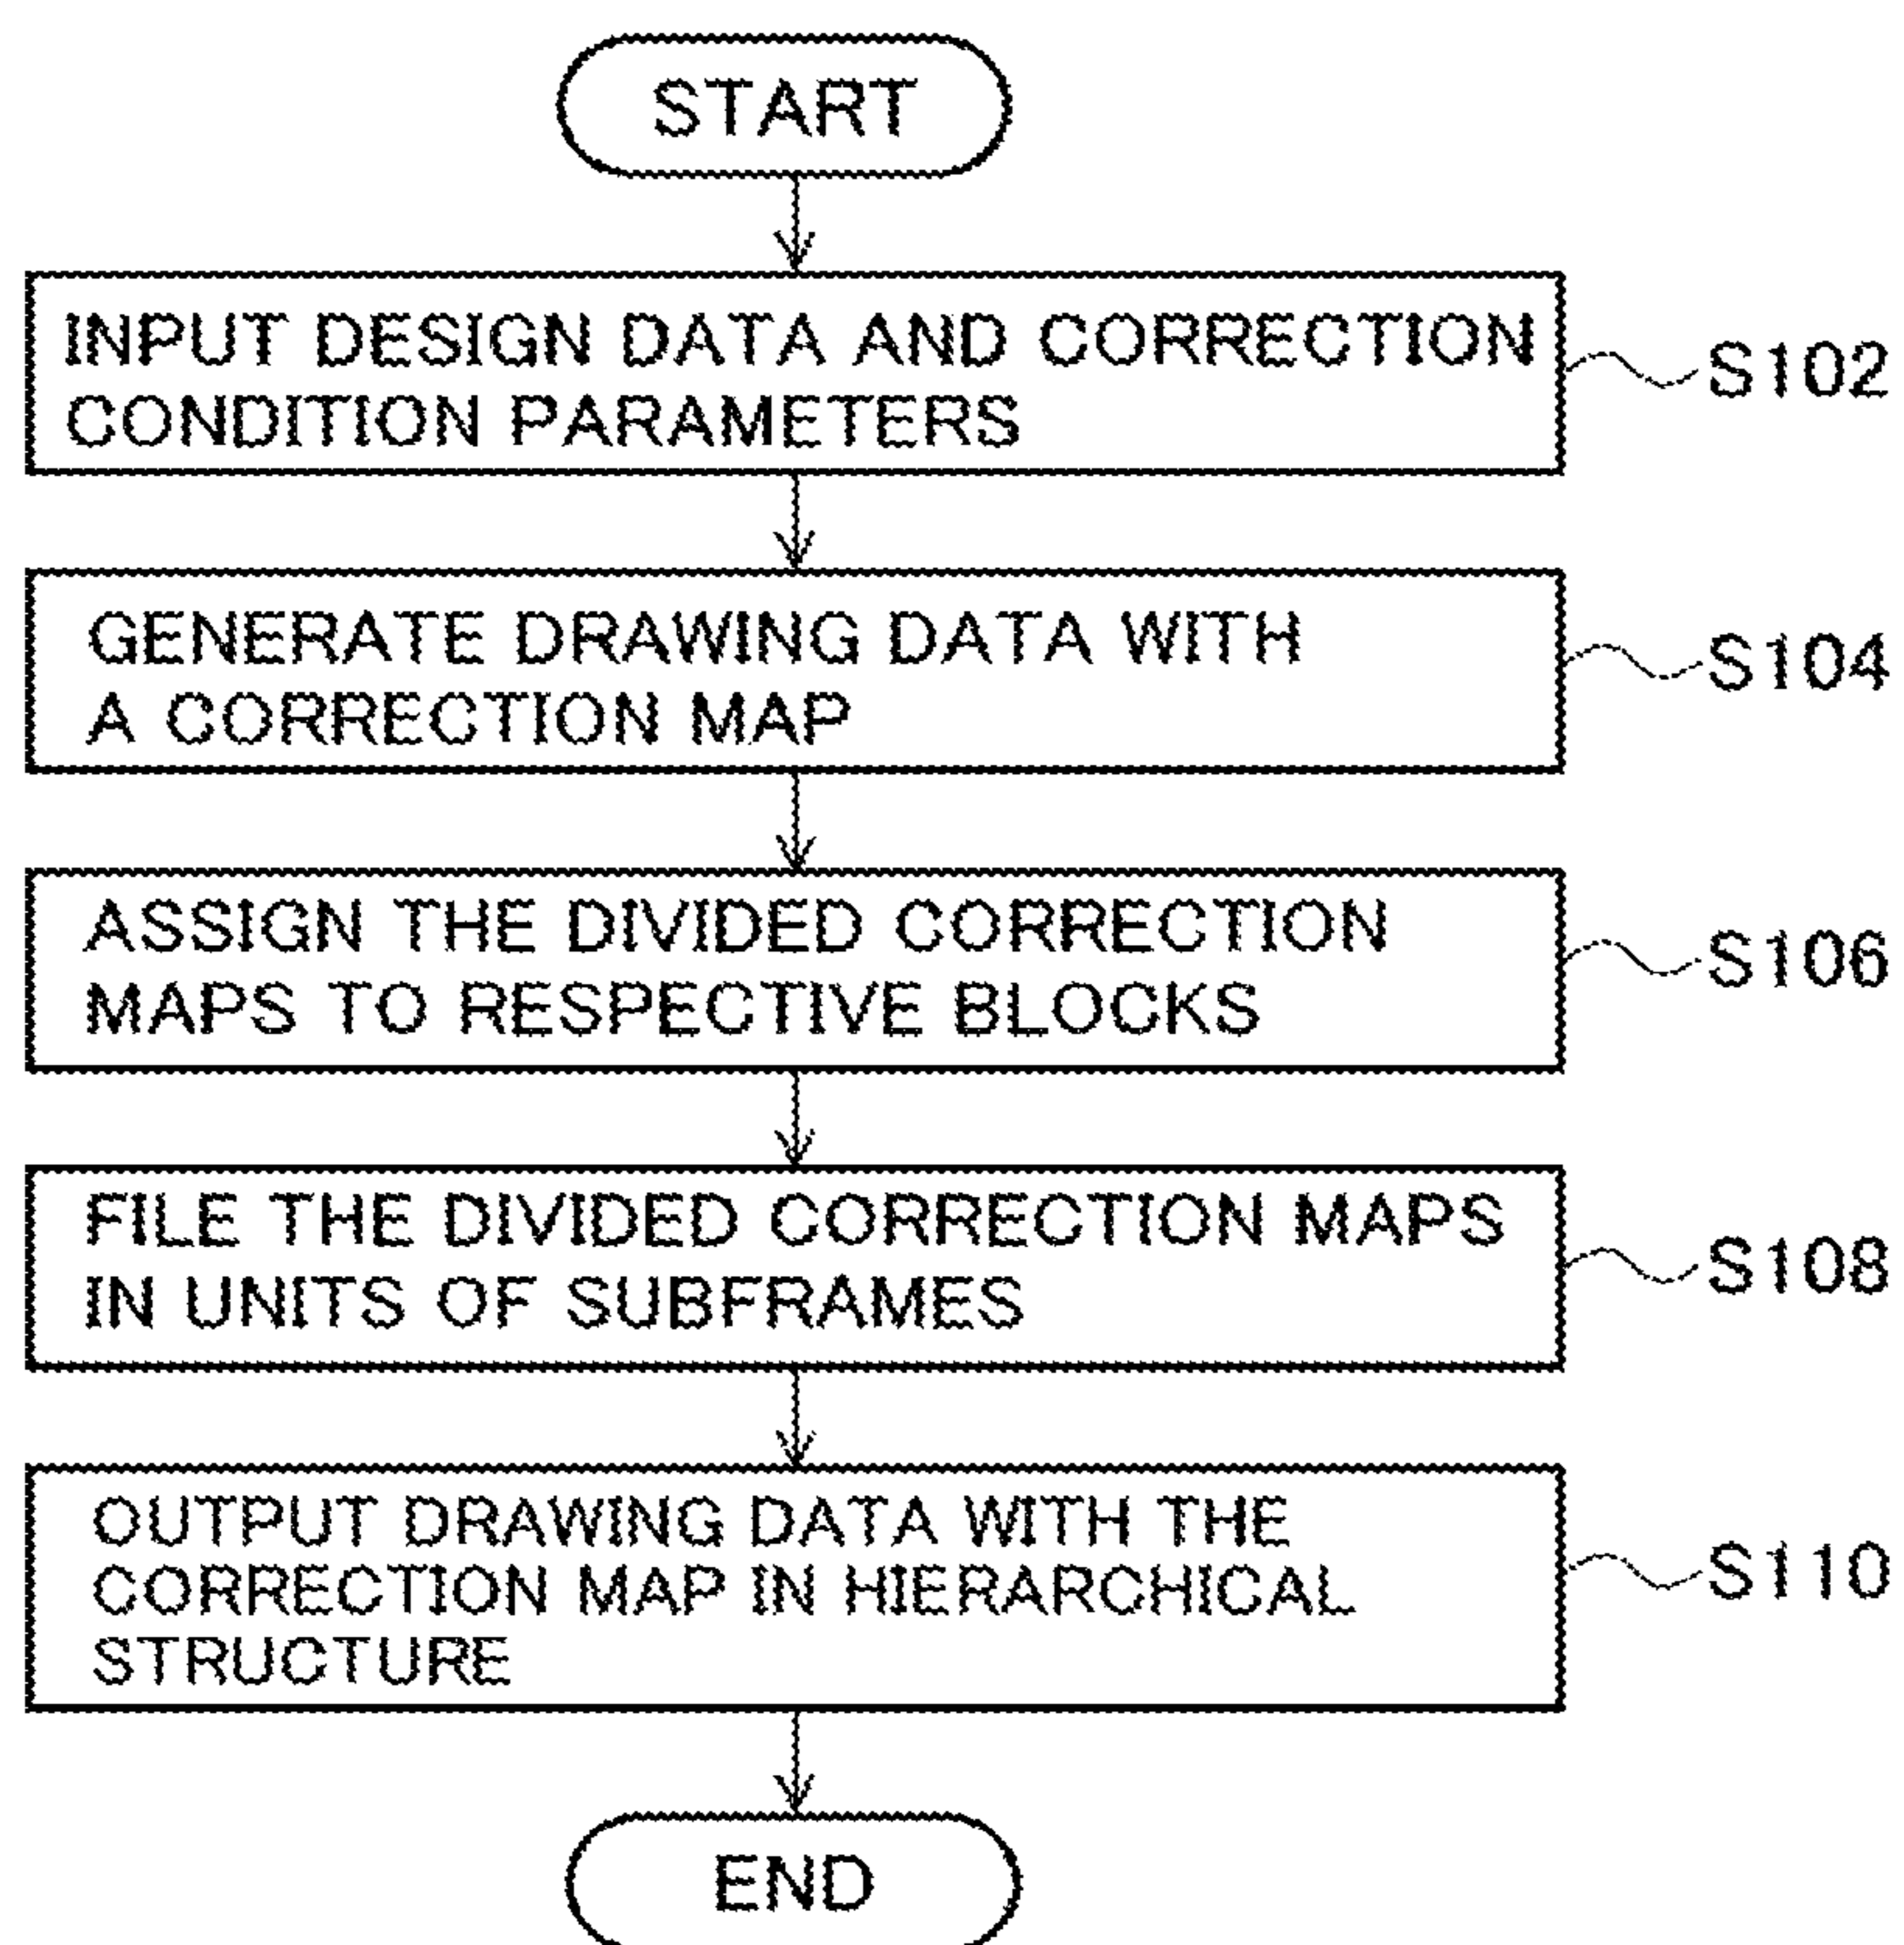 START
INPUT DESIGN DATA AND CORRECTION
CONDITION PARAMETERS
S102
GENERATE DRAWING DATA WITH
A CORRECTION MAP
S104
ASSIGN THE DIVIDED CORRECTION
MAPS TO RESPECTIVE BLOCKS
S106
FILE THE DIVIDED CORRECTION MAPS
IN UNITS OF SUBFRAMES
S108
OUTPUT DRAWING DATA WITH THE
CORRECTION MAP IN HIERARCHICAL
STRUCTURE
S110
END